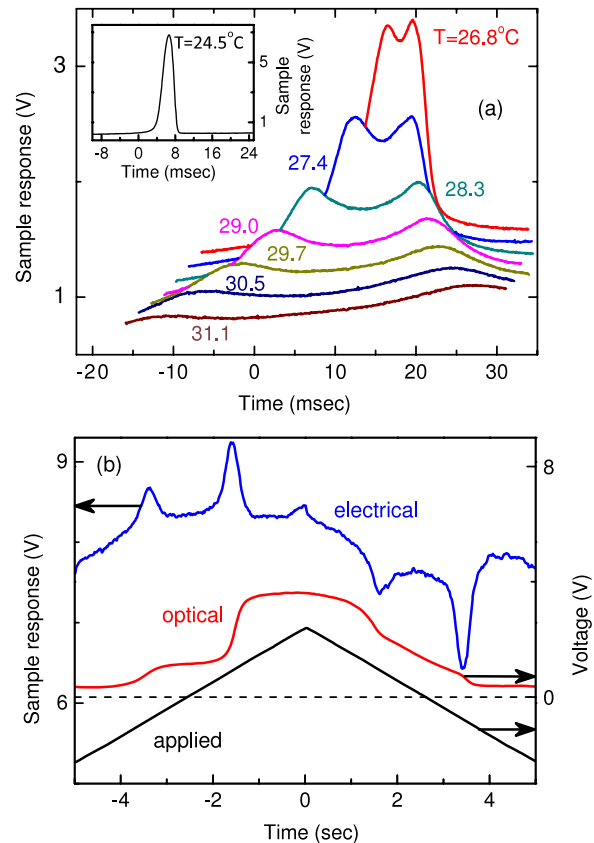 (a)
T=26.8°C
27.4
28.3
29.0
29.7
30.5
31.1
Sample response (V)
3
1
-20 -10 0 10 20 30
Time (msec)
T=24.5°C
7
1
Sample
response (V)
-8 0 8 16 24
Time (msec)
(b)
electrical
optical
applied
Sample response (V)
9
6
Voltage (V)
8
0
-4 -2 0 2 4
Time (sec)